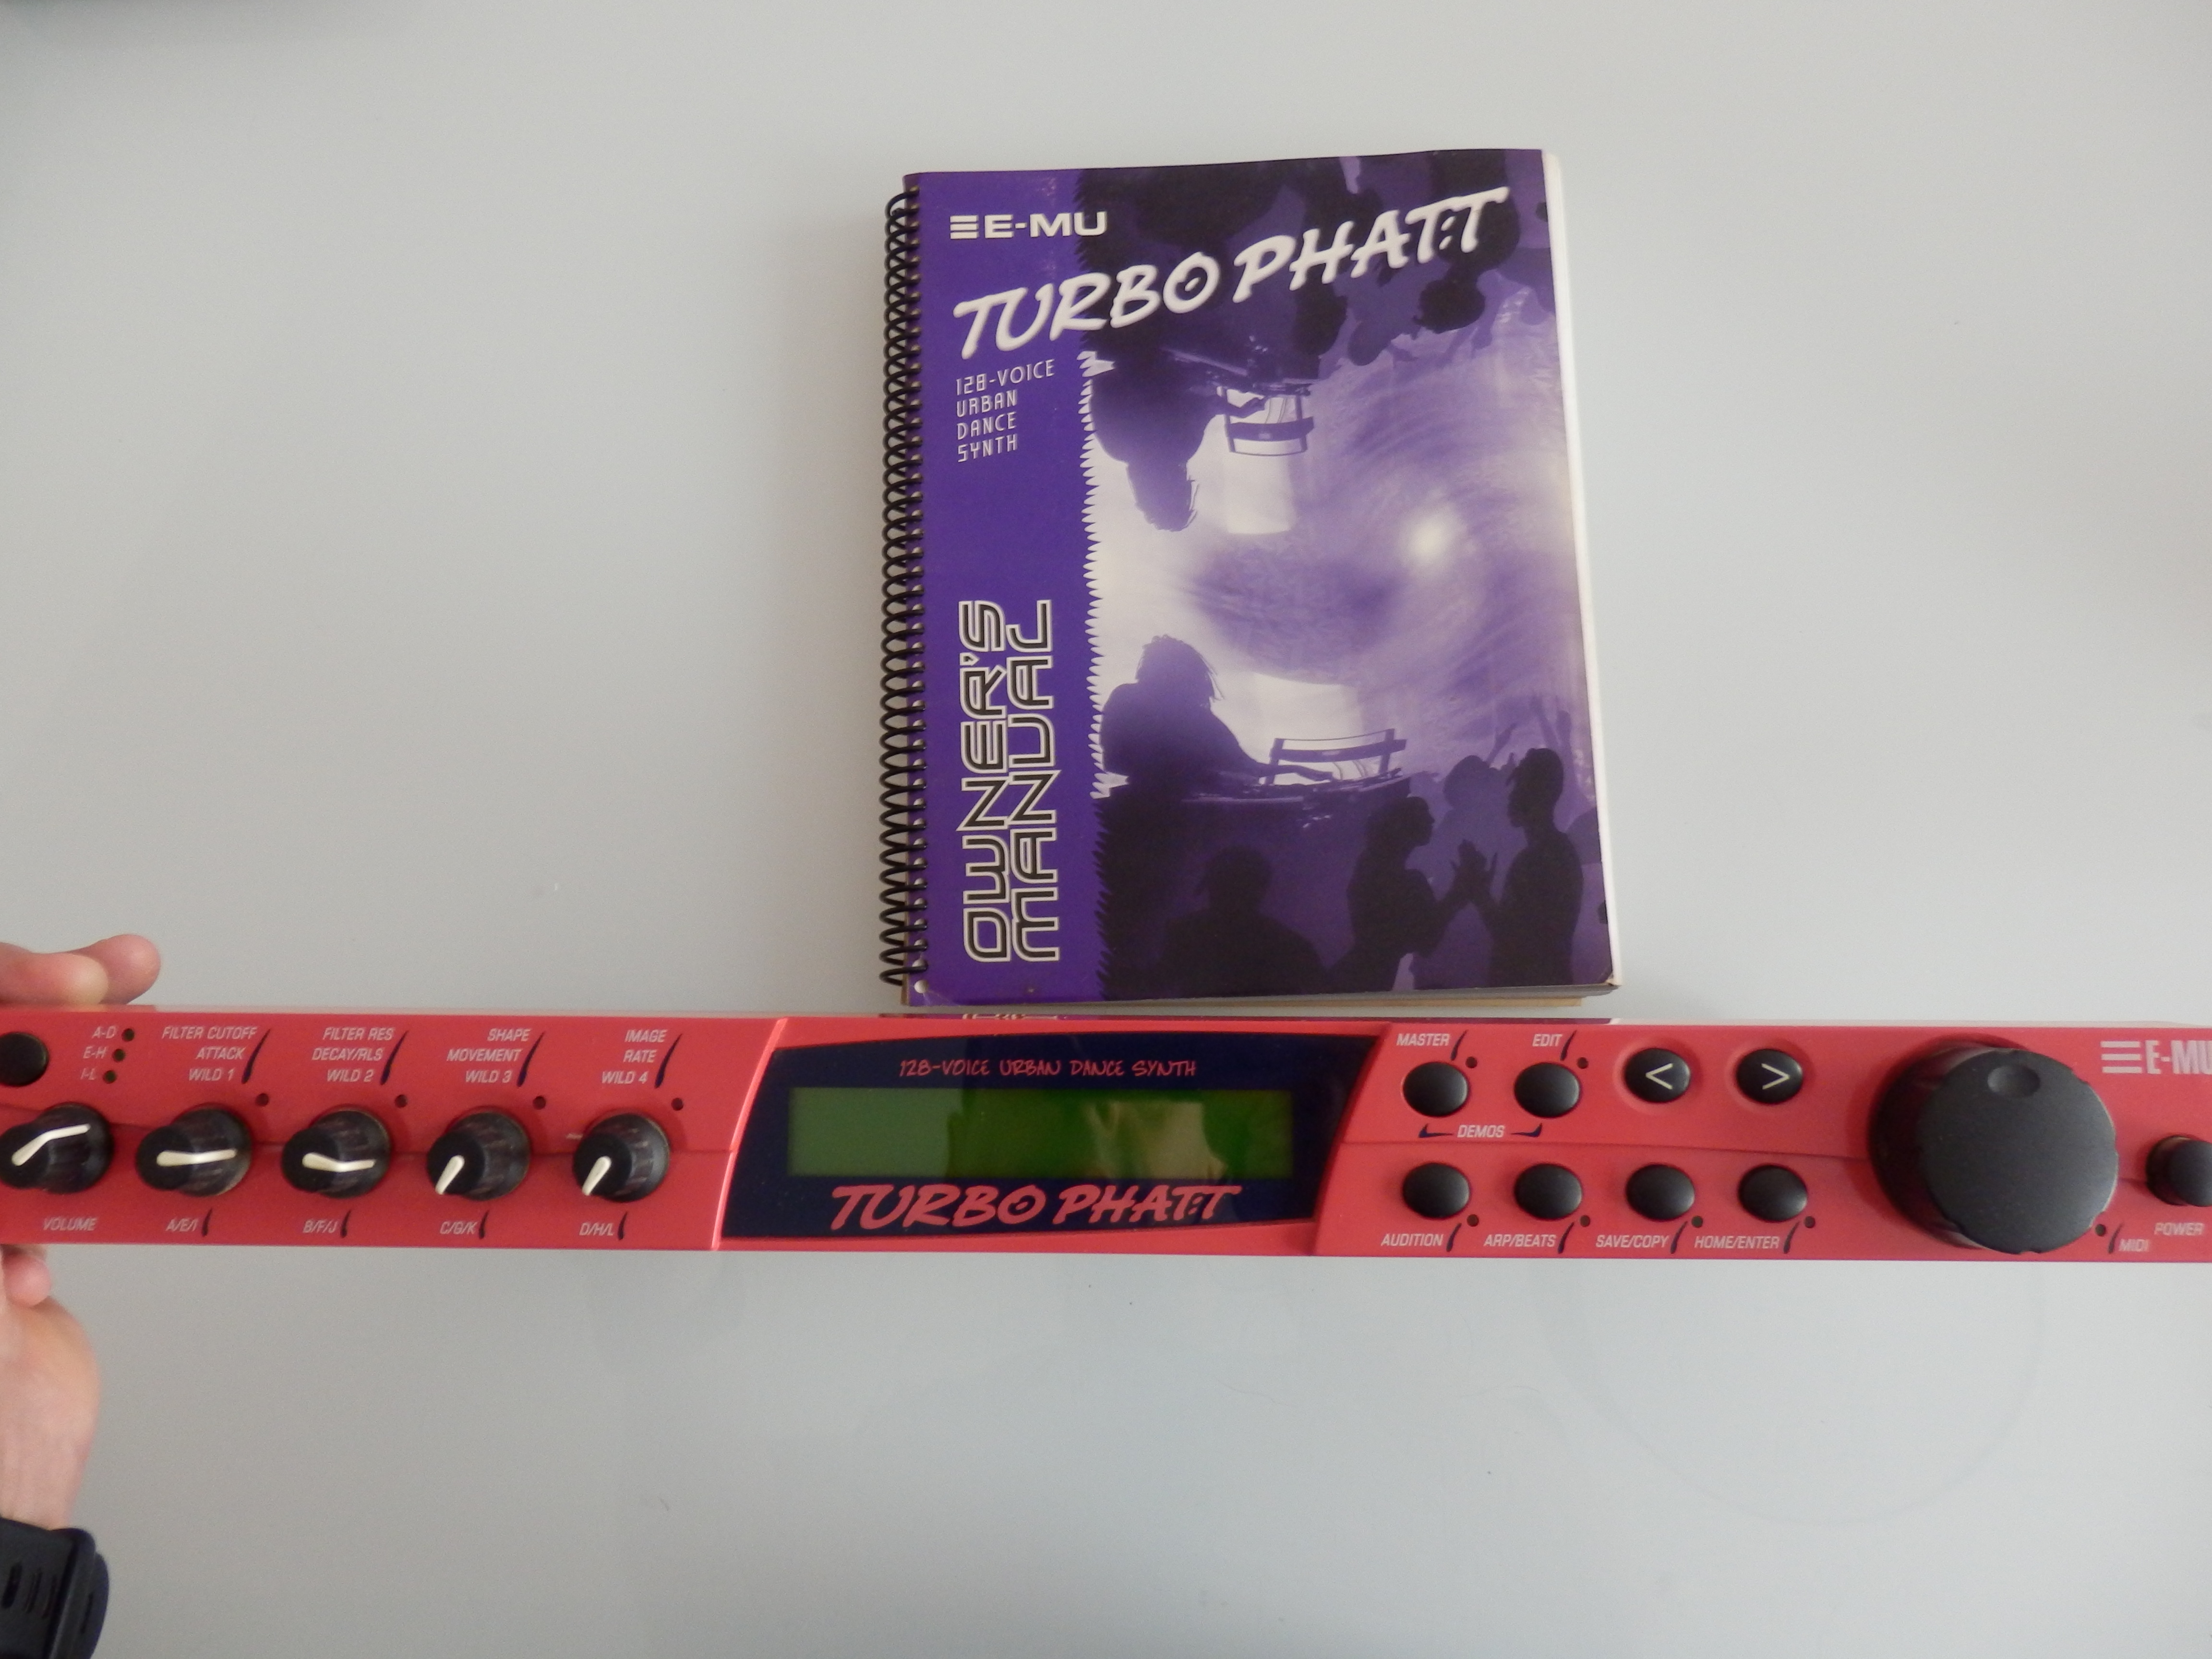 E-MU
TURBO PHATT
128-VOICE
URBAN
DANCE
SYNTH
OWNER'S
MANUAL
A-D
E-H
I-L
FILTER CUTOFF
ATTACK
WILD 1
FILTER RES
DECAY/RLS
WILD 2
SHAPE
MOVEMENT
WILD 3
IMAGE
RATE
WILD 4
VOLUME
A/E/I
B/F/J
C/G/K
D/H/L
128-VOICE URBAN DANCE SYNTH
TURBO PHATT
MASTER
EDIT
<
>
DEMOS
AUDITION
ARP/BEATS
SAVE/COPY
HOME/ENTER
E-MU
MIDI
POWER